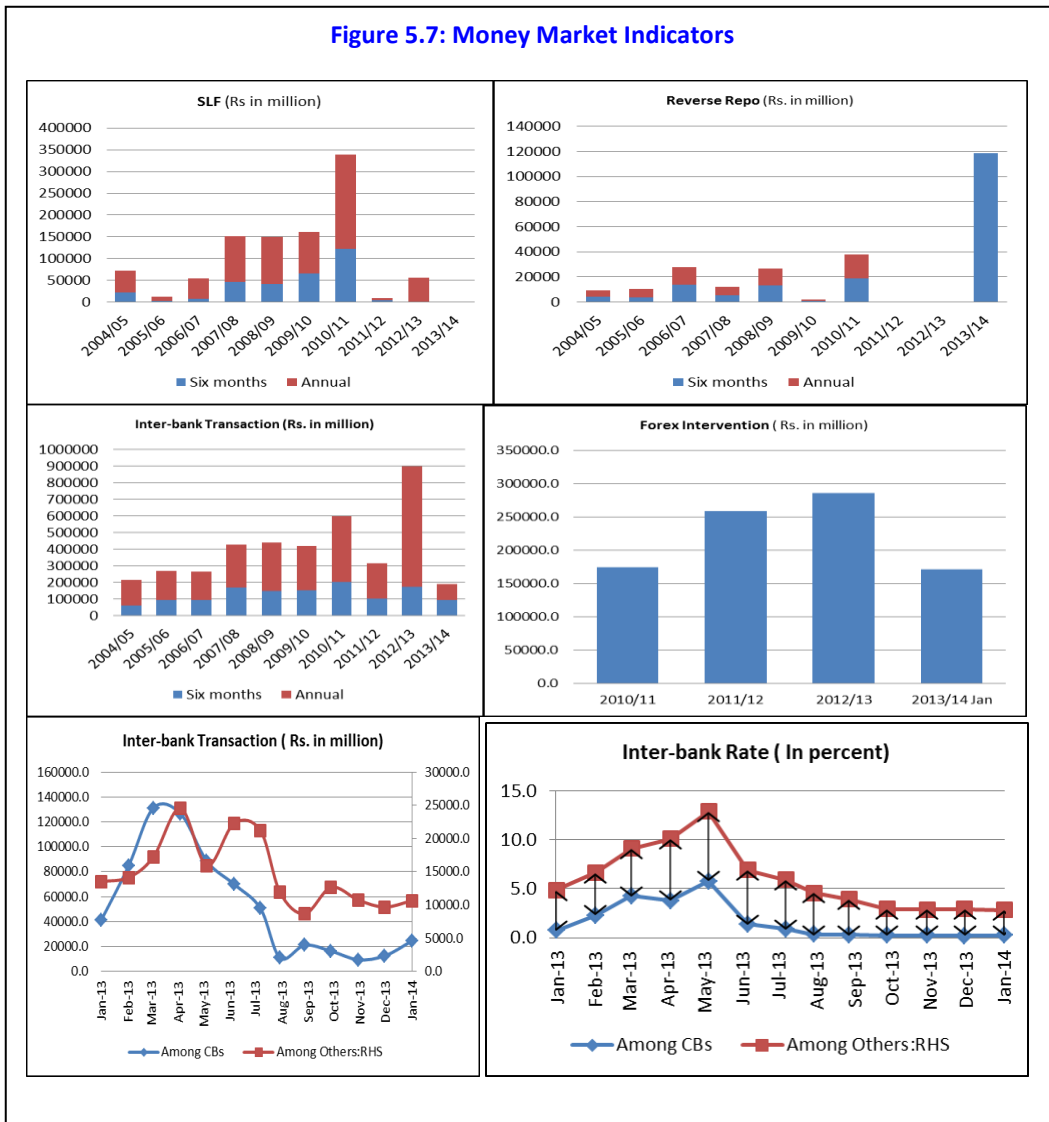 Figure 5.7: Money Market Indicators
SLF (Rs in million)
400000
350000
300000
250000
200000
150000
100000
50000
0
2004/05
2005/06
2006/07
2007/08
2008/09
2009/10
2010/11
2011/12
2012/13
2013/14
Six months
Annual
Reverse Repo (Rs. in million)
140000
120000
100000
80000
60000
40000
20000
0
2004/05
2005/06
2006/07
2007/08
2008/09
2009/10
2010/11
2011/12
2012/13
2013/14
Six months
Annual
Inter-bank Transaction (Rs. in million)
1000000
900000
800000
700000
600000
500000
400000
300000
200000
100000
0
2004/05
2005/06
2006/07
2007/08
2008/09
2009/10
2010/11
2011/12
2012/13
2013/14
Six months
Annual
Forex Intervention ( Rs. in million)
350000.0
300000.0
250000.0
200000.0
150000.0
100000.0
50000.0
0.0
2010/11
2011/12
2012/13
2013/14 Jan
Inter-bank Transaction ( Rs. in million)
160000.0
140000.0
120000.0
100000.0
80000.0
60000.0
40000.0
20000.0
0.0
30000.0
25000.0
20000.0
15000.0
10000.0
5000.0
0.0
Jan-13
Feb-13
Mar-13
Apr-13
May-13
Jun-13
Jul-13
Aug-13
Sep-13
Oct-13
Nov-13
Dec-13
Jan-14
Among CBs
Among Others:RHS
Inter-bank Rate ( In percent)
15.0
10.0
5.0
0.0
Jan-13
Feb-13
Mar-13
Apr-13
May-13
Jun-13
Jul-13
Aug-13
Sep-13
Oct-13
Nov-13
Dec-13
Jan-14
Among CBs
Among Others:RHS